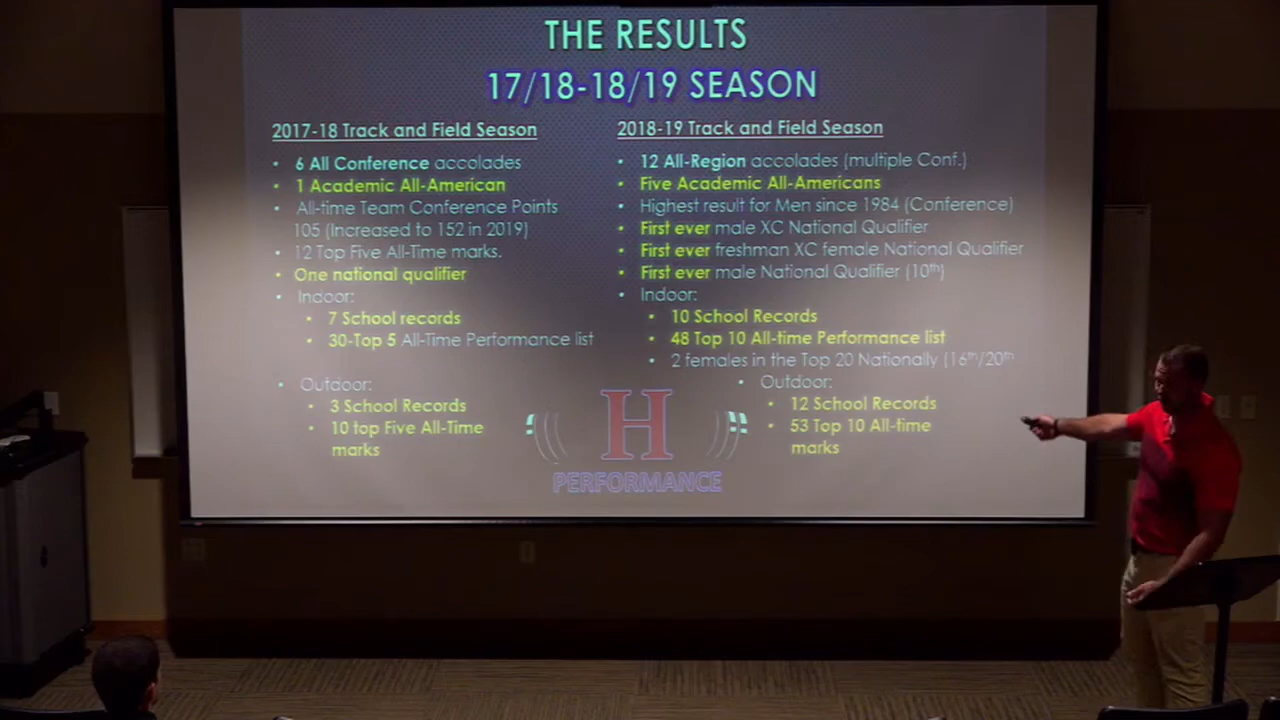 THE RESULTS
17/18-18/19 SEASON
2017-18 Track and Field Season
• 6 All Conference accolades
• 1 Academic All-American
• All-time Team Conference Points
105 (Increased to 152 in 2019)
• 12 Top Five All-Time marks.
• One national qualifier
• Indoor:
• 7 School records
• 30-Top 5 All-Time Performance list
• Outdoor:
• 3 School Records
• 10 top Five All-Time
marks
2018-19 Track and Field Season
• 12 All-Region accolades (multiple Conf.)
• Five Academic All-Americans
• Highest result for Men since 1984 (Conference)
• First ever male XC National Qualifier
• First ever freshman XC female National Qualifier
• First ever male National Qualifier (10th)
• Indoor:
• 10 School Records
• 48 Top 10 All-time Performance list
• 2 females in the Top 20 Nationally (16th/20th
• Outdoor:
• 12 School Records
• 53 Top 10 All-time
marks
H
PERFORMANCE